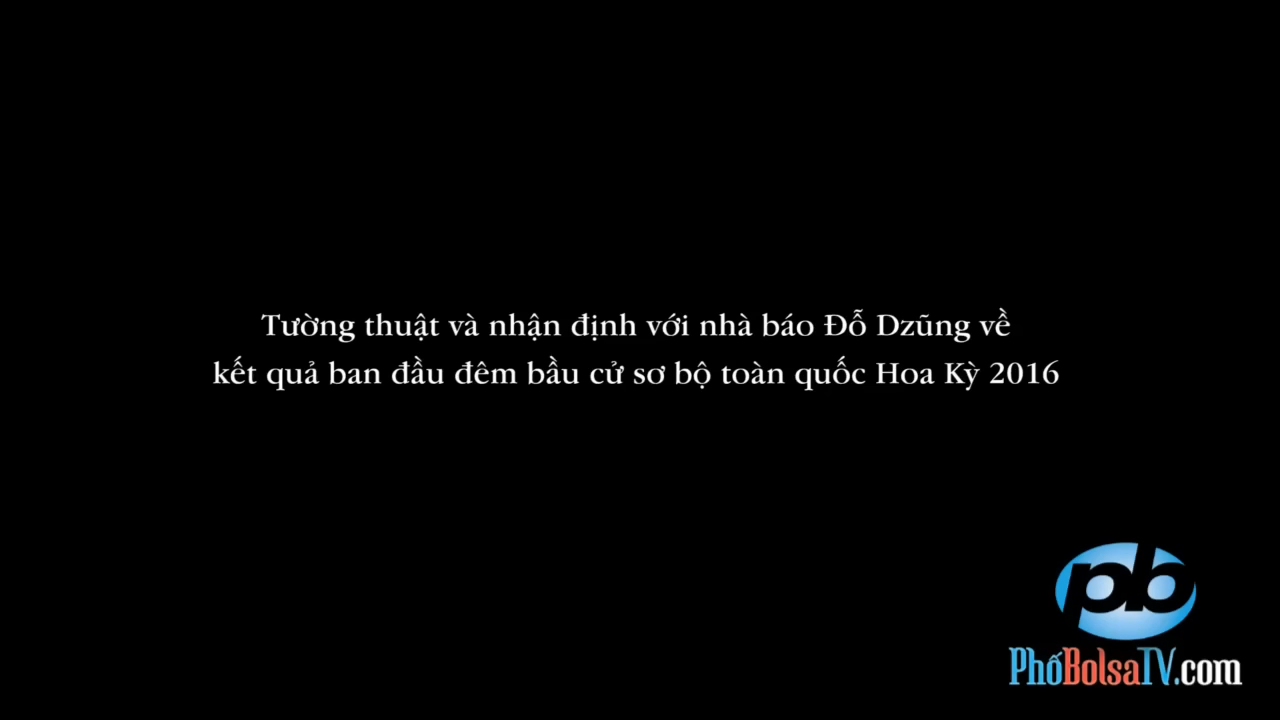 Tường thuật và nhận định với nhà báo Đỗ Dzũng về
kết quả ban đầu đêm bầu cử sơ bộ toàn quốc Hoa Kỳ 2016
pb
PhốBolsaTV.com